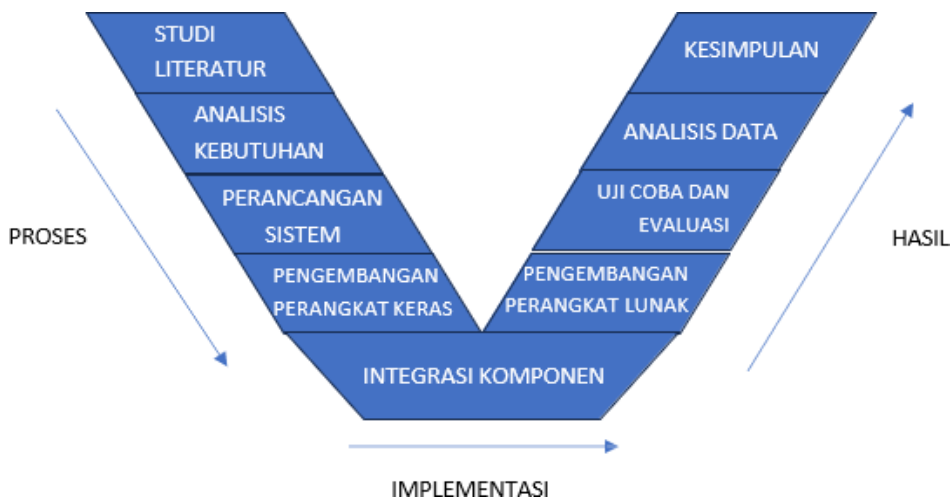 STUDI
LITERATUR
ANALISIS
KEBUTUHAN
PERANCANGAN
SISTEM
PENGEMBANGAN
PERANGKAT KERAS
INTEGRASI KOMPONEN
PENGEMBANGAN
PERANGKAT LUNAK
UJI COBA DAN
EVALUASI
ANALISIS DATA
KESIMPULAN
PROSES
IMPLEMENTASI
HASIL